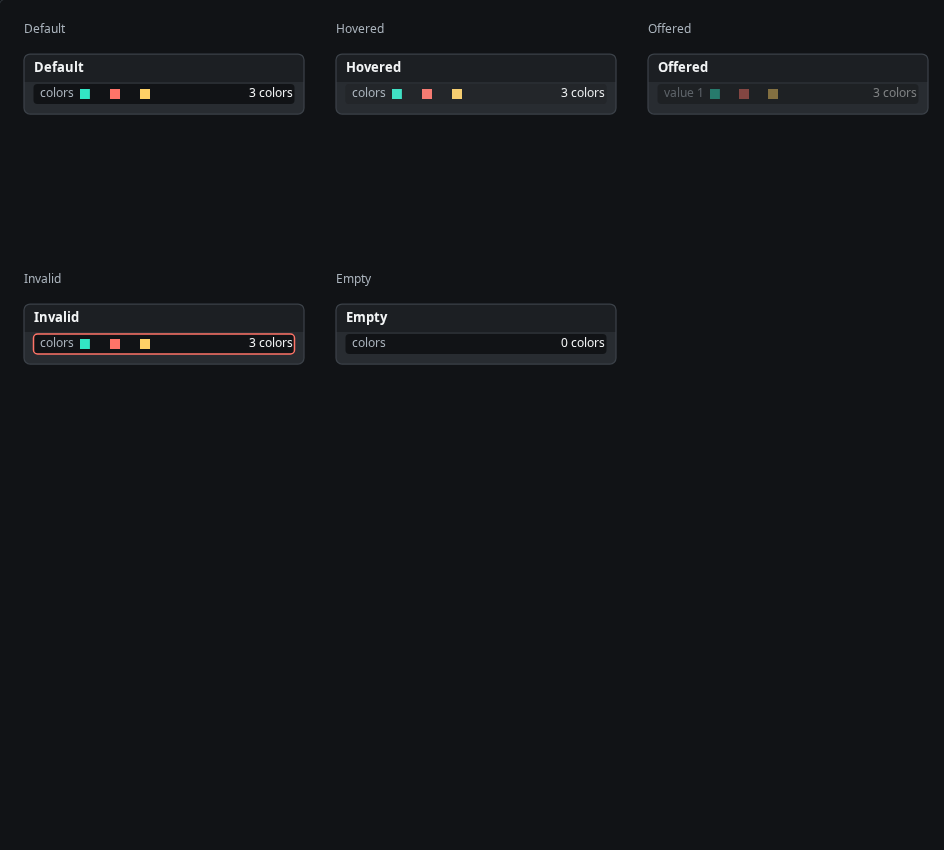 Default
Hovered
Offered
Default
Hovered
Offered
colors 3 colors
colors 3 colors
value 1 3 colors
Invalid
Empty
Invalid
Empty
colors 3 colors
colors 0 colors